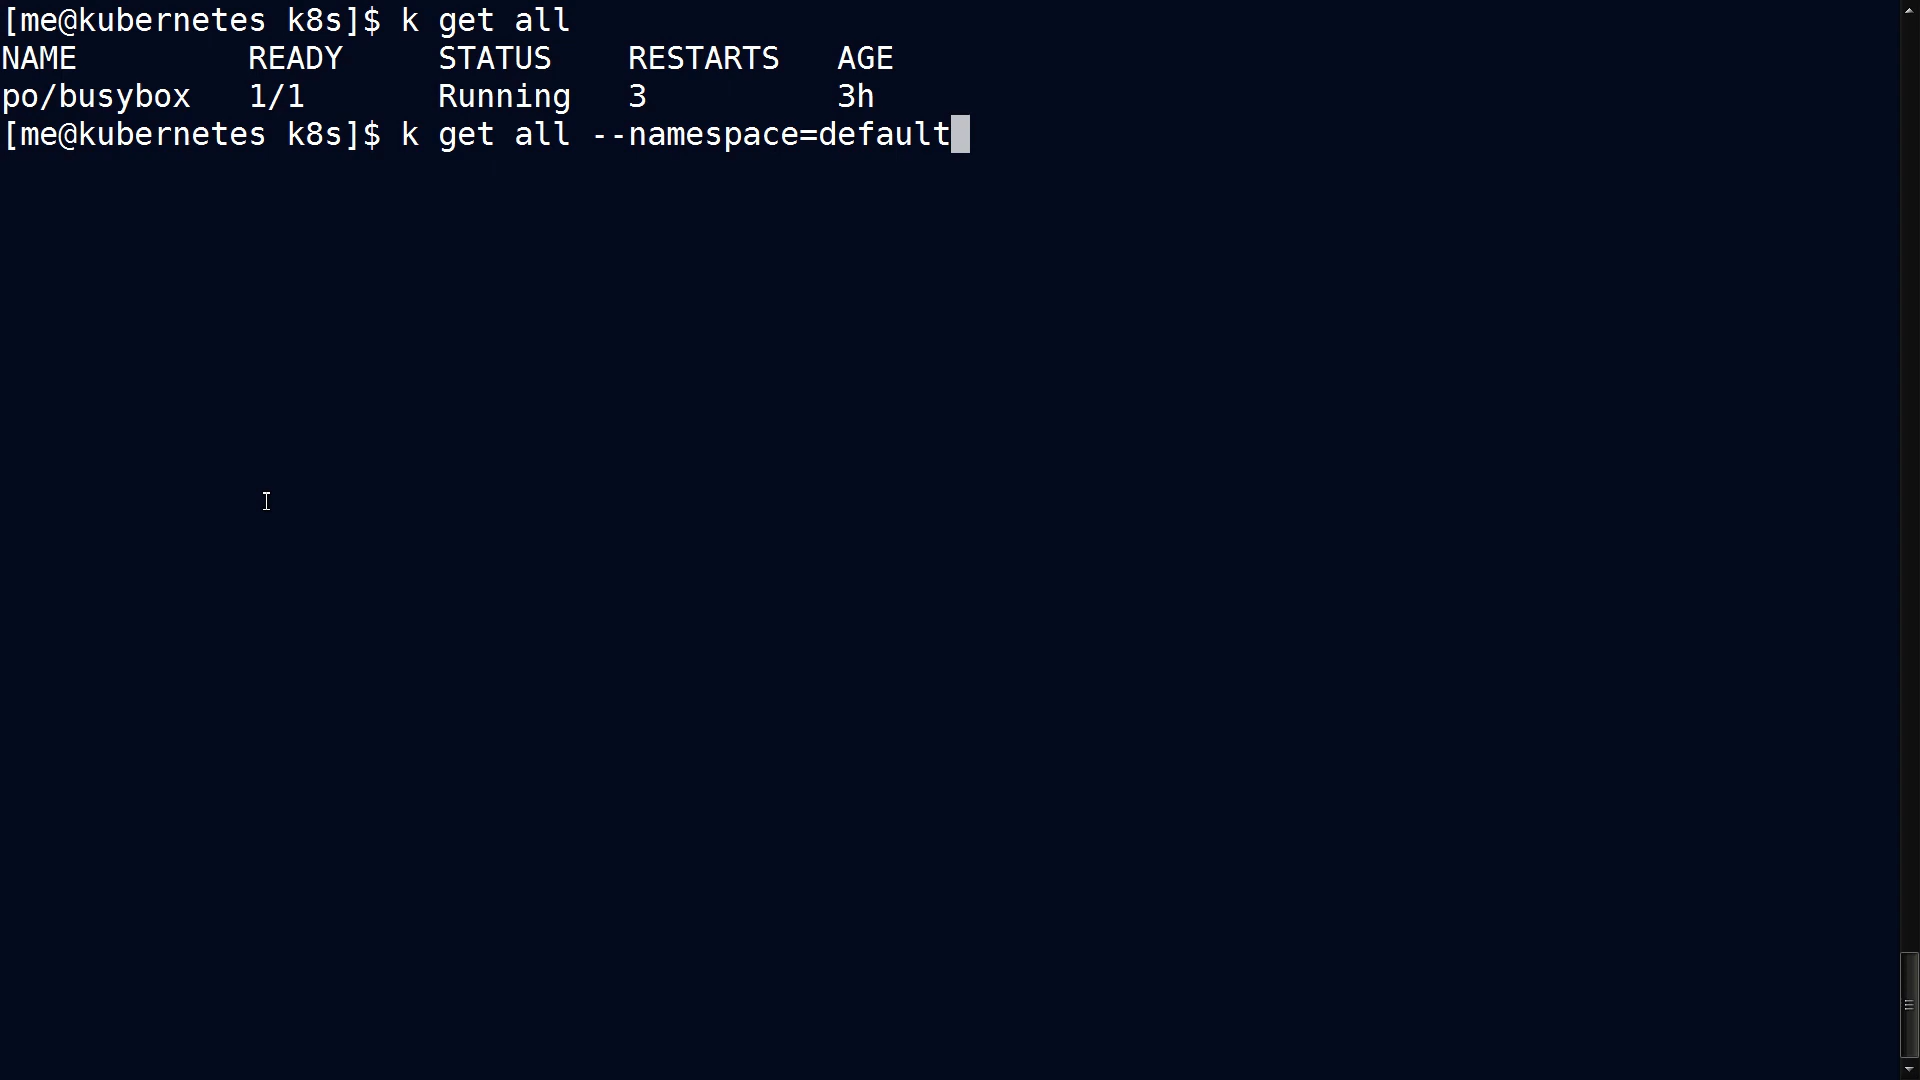 [me@kubernetes k8s]$ k get all
NAME         READY     STATUS    RESTARTS   AGE
po/busybox   1/1       Running   3          3h
[me@kubernetes k8s]$ k get all --namespace=default